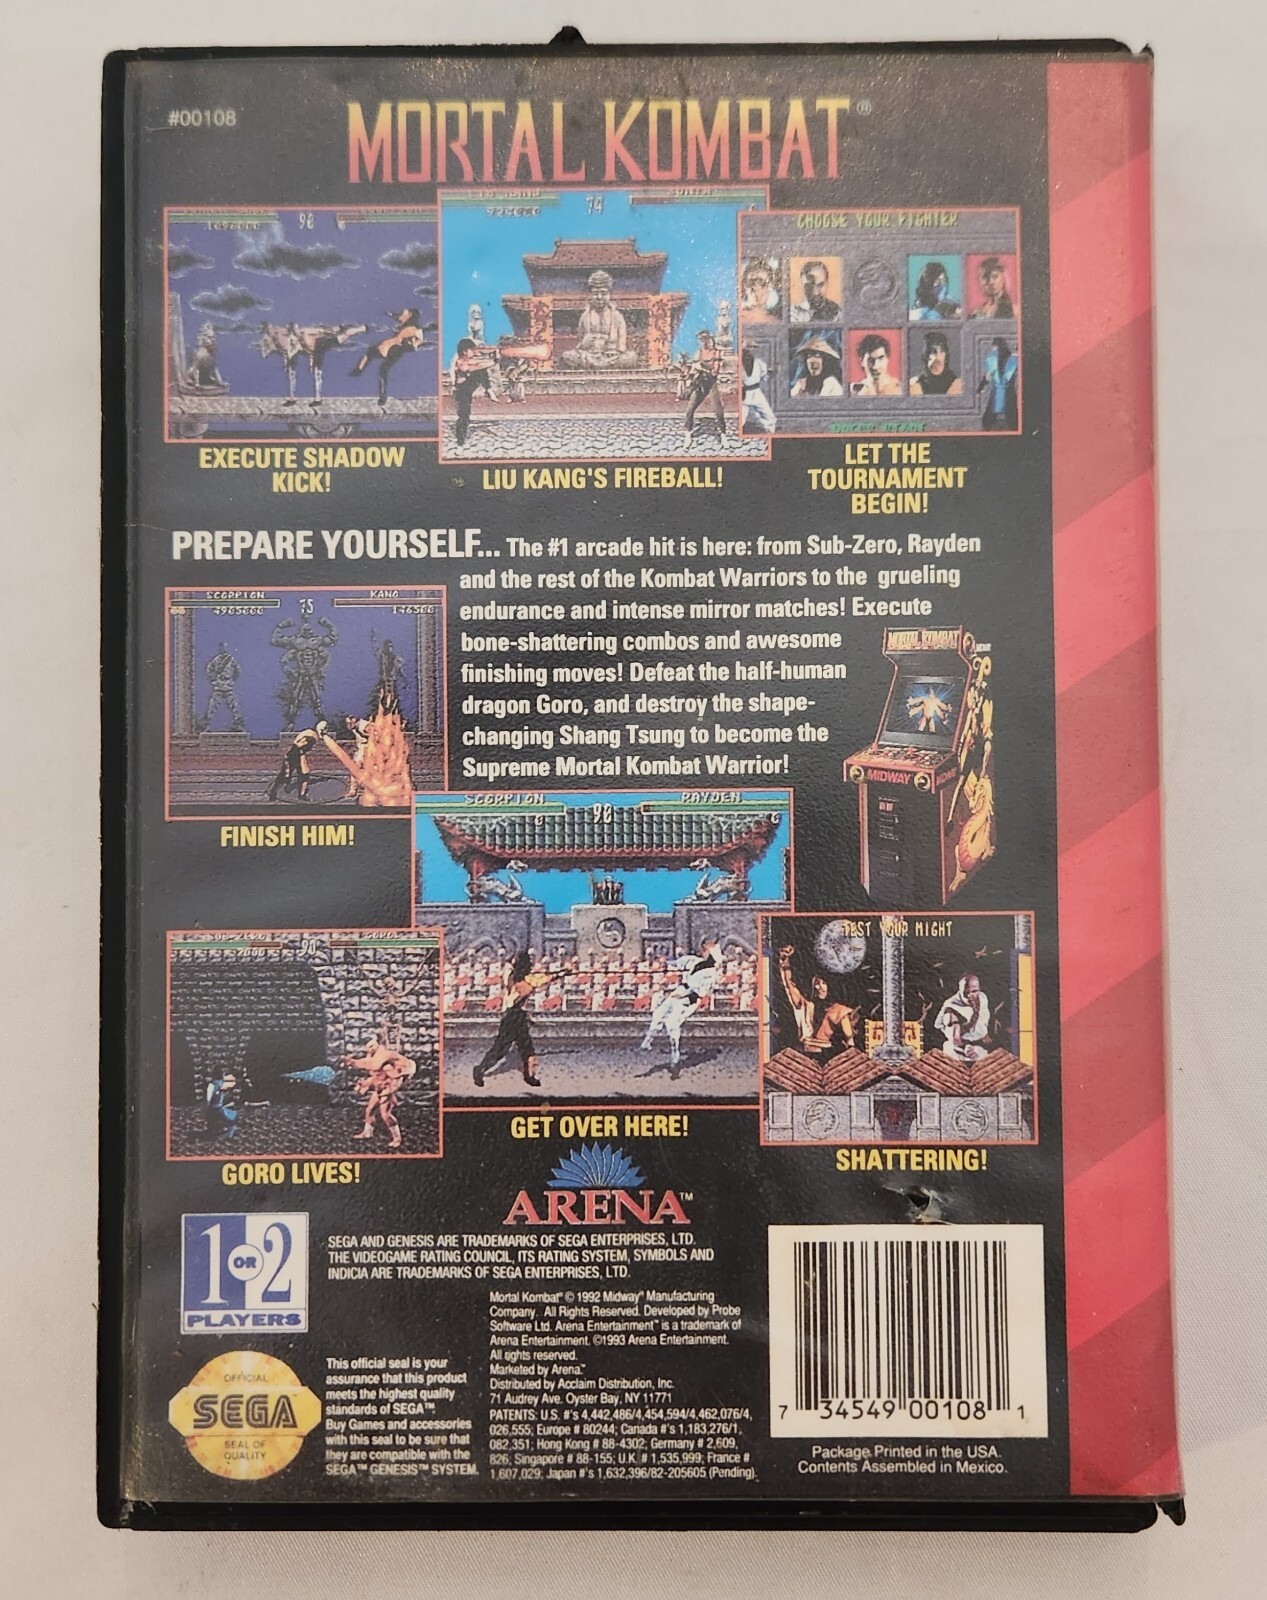 #00108
MORTAL KOMBAT®
98
74
CHOOSE YOUR FIGHTER
EXECUTE SHADOW
KICK!
LIU KANG'S FIREBALL!
LET THE
TOURNAMENT
BEGIN!
PREPARE YOURSELF... The #1 arcade hit is here: from Sub-Zero, Rayden
and the rest of the Kombat Warriors to the grueling
endurance and intense mirror matches! Execute
bone-shattering combos and awesome
finishing moves! Defeat the half-human
dragon Goro, and destroy the shape-
changing Shang Tsung to become the
Supreme Mortal Kombat Warrior!
SCORPION 75 KANO
4985000 146500
MORTAL KOMBAT
MIDWAY
FINISH HIM!
SCORPION 98 RAYDEN
TEST YOUR MIGHT
GET OVER HERE!
GORO LIVES!
SHATTERING!
ARENA™
1 OR 2
PLAYERS
SEGA AND GENESIS ARE TRADEMARKS OF SEGA ENTERPRISES, LTD.
THE VIDEOGAME RATING COUNCIL, ITS RATING SYSTEM, SYMBOLS AND
INDICIA ARE TRADEMARKS OF SEGA ENTERPRISES, LTD.
Mortal Kombat® © 1992 Midway® Manufacturing
Company. All Rights Reserved. Developed by Probe
Software Ltd. Arena Entertainment™ is a trademark of
Arena Entertainment. ©1993 Arena Entertainment.
All rights reserved.
Marketed by Arena™
Distributed by Acclaim Distribution, Inc.
71 Audrey Ave. Oyster Bay, NY 11771
PATENTS: U.S. #'s 4,442,486/4,454,594/4,462,076/4,
026,555; Europe # 80244; Canada #'s 1,183,276/1,
082,351; Hong Kong # 88-4302; Germany # 2,609,
826; Singapore # 88-155; U.K. # 1,535,999; France #
1,607,029; Japan #'s 1,632,396/82-205605 (Pending).
OFFICIAL
SEGA™
SEAL OF
QUALITY
This official seal is your
assurance that this product
meets the highest quality
standards of SEGA™.
Buy Games and accessories
with this seal to be sure that
they are compatible with the
SEGA™ GENESIS™ SYSTEM.
7 34549 00108 1
Package Printed in the USA.
Contents Assembled in Mexico.